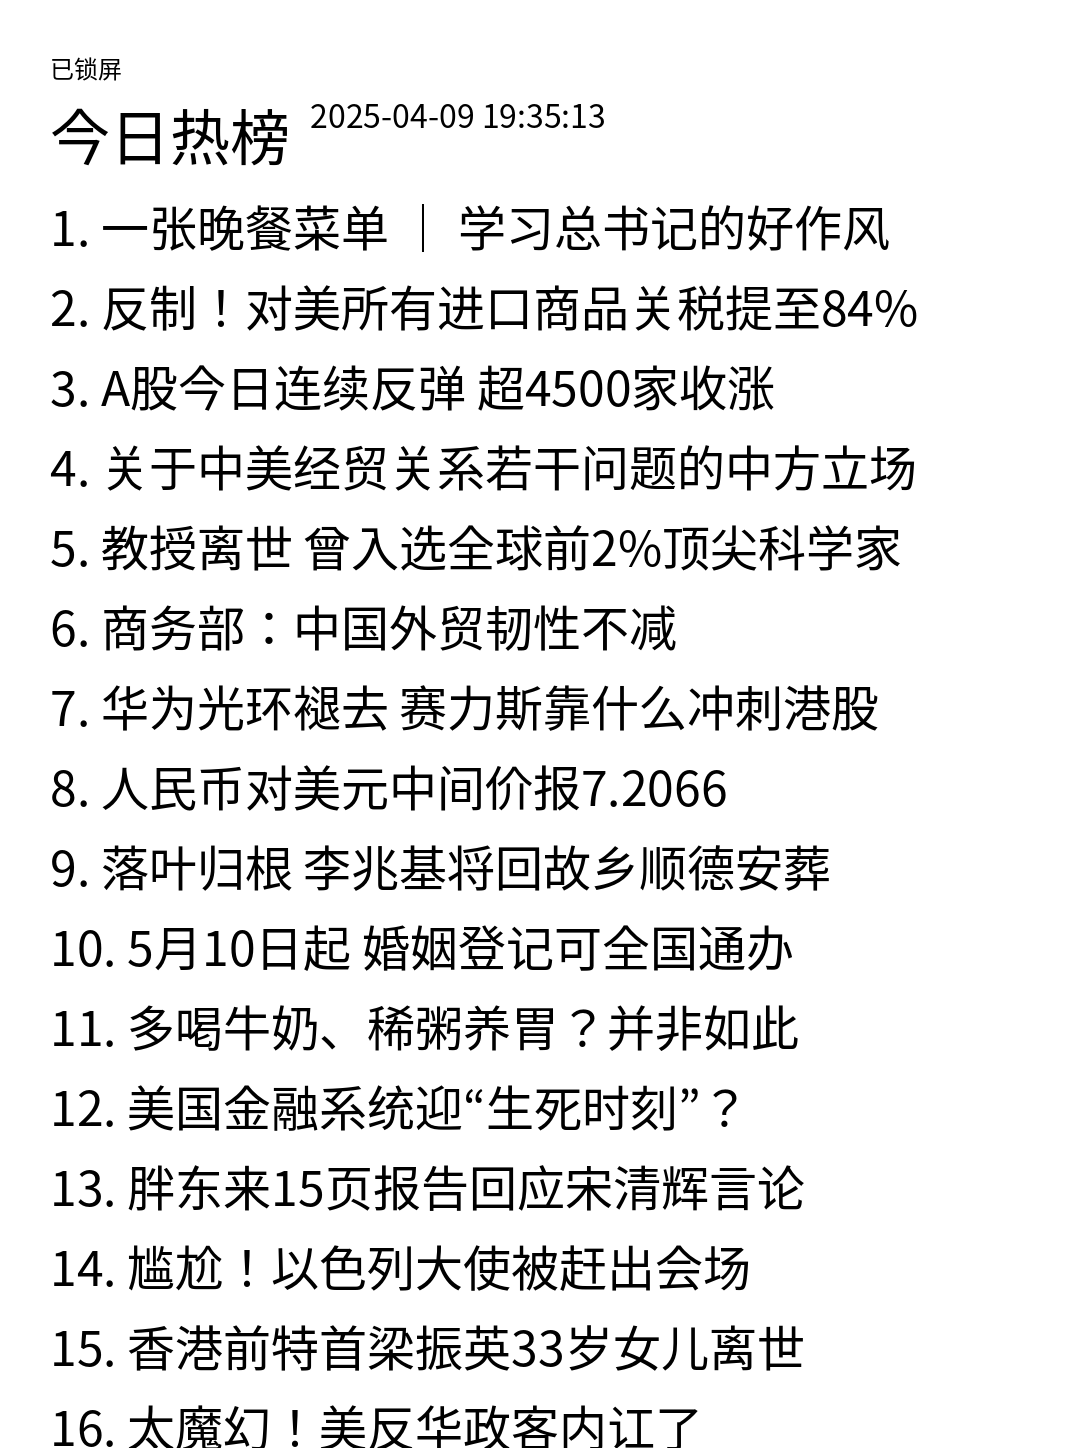 已锁屏
今日热榜 2025-04-09 19:35:13
1. 一张晚餐菜单 ｜ 学习总书记的好作风
2. 反制！对美所有进口商品关税提至84%
3. A股今日连续反弹 超4500家收涨
4. 关于中美经贸关系若干问题的中方立场
5. 教授离世 曾入选全球前2%顶尖科学家
6. 商务部：中国外贸韧性不减
7. 华为光环褪去 赛力斯靠什么冲刺港股
8. 人民币对美元中间价报7.2066
9. 落叶归根 李兆基将回故乡顺德安葬
10. 5月10日起 婚姻登记可全国通办
11. 多喝牛奶、稀粥养胃？并非如此
12. 美国金融系统迎“生死时刻”？
13. 胖东来15页报告回应宋清辉言论
14. 尴尬！以色列大使被赶出会场
15. 香港前特首梁振英33岁女儿离世
16. 太魔幻！美反华政客内讧了